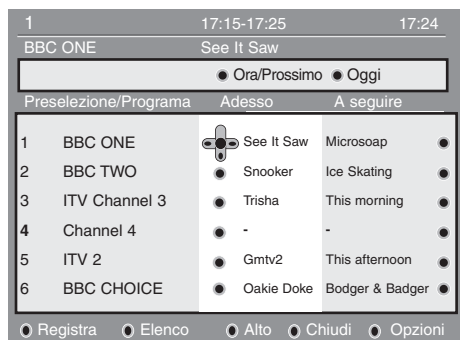 1 17:15-17:25 17:24
BBC ONE See It Saw
Ora/Prossimo Oggi
Preselezione/Programa Adesso A seguire
1 BBC ONE See It Saw Microsoap
2 BBC TWO Snooker Ice Skating
3 ITV Channel 3 Trisha This morning
4 Channel 4 - -
5 ITV 2 Gmtv2 This afternoon
6 BBC CHOICE Oakie Doke Bodger & Badger
Registra Elenco Alto Chiudi Opzioni